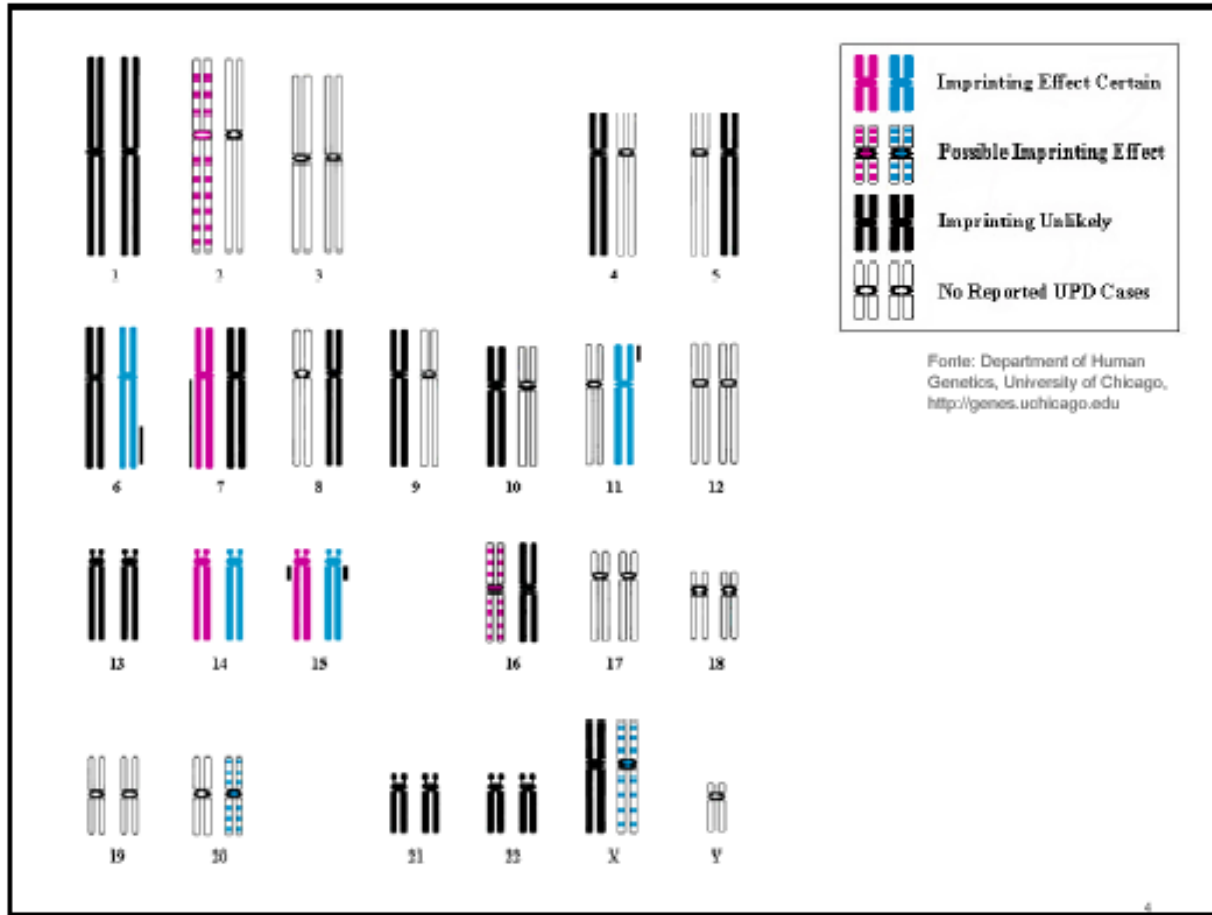 Imprinting Effect Certain
Possible Imprinting Effect
Imprinting Unlikely
No Reported UPD Cases
Fonte: Department of Human
Genetics, University of Chicago,
http://genes.uchicago.edu
1 2 3 4 5
6 7 8 9 10 11 12
13 14 15 16 17 18
19 20 21 22 X Y
4